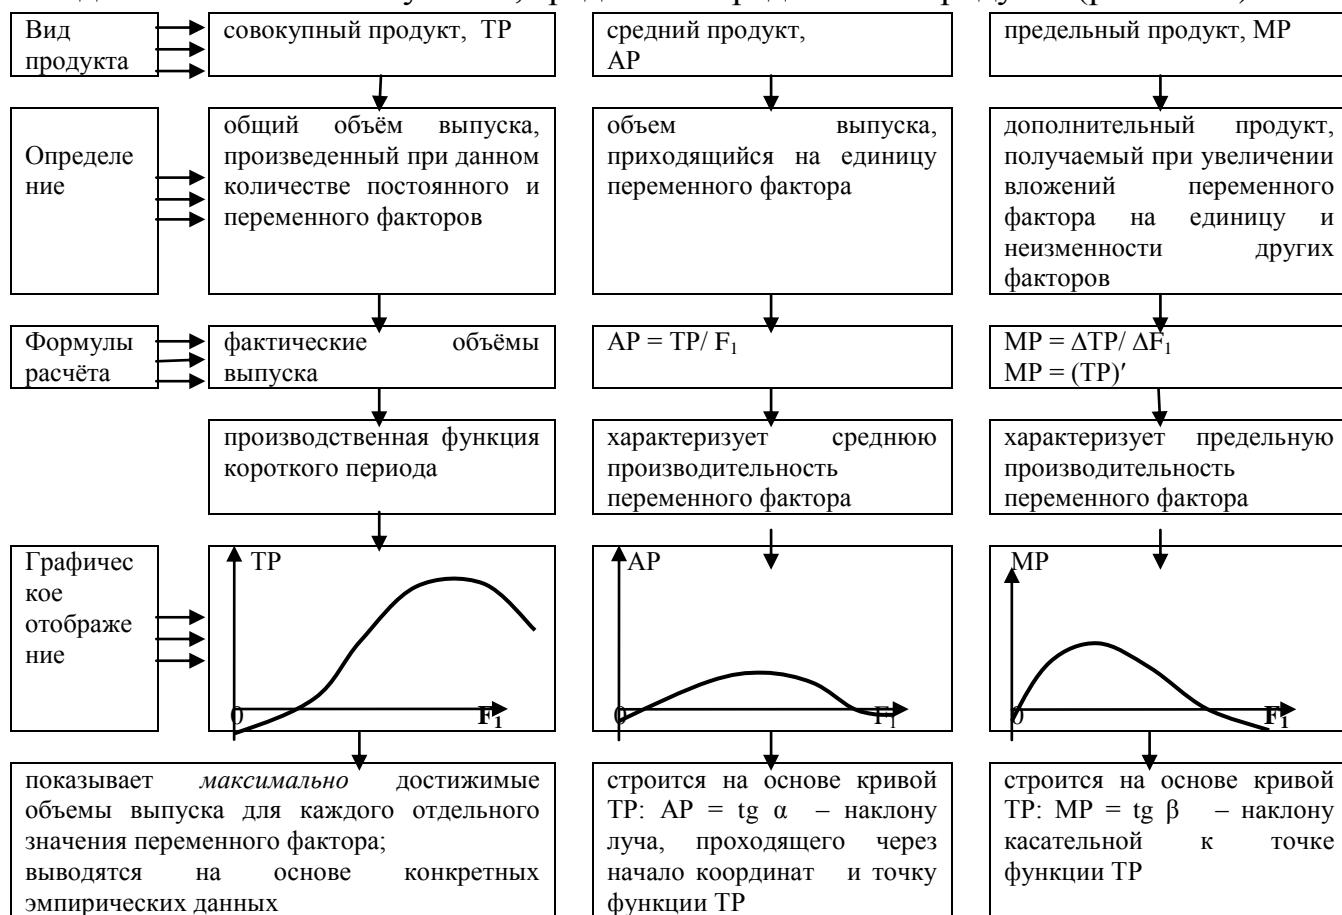 Вид
продукта
совокупный продукт, TP
средний продукт,
AP
предельный продукт, MP
Определе
ние
общий объём выпуска,
произведенный при данном
количестве постоянного и
переменного факторов
объем выпуска,
приходящийся на единицу
переменного фактора
дополнительный продукт,
получаемый при увеличении
вложений переменного
фактора на единицу и
неизменности других
факторов
Формулы
расчёта
фактические объёмы
выпуска
AP = TP/ F₁
MP = ΔTP/ ΔF₁
MP = (TP)′
производственная функция
короткого периода
характеризует среднюю
производительность
переменного фактора
характеризует предельную
производительность
переменного фактора
Графичес
кое
отображе
ние
TP
0
F₁
AP
0
F₁
MP
0
F₁
показывает максимально достижимые
объемы выпуска для каждого отдельного
значения переменного фактора;
выводятся на основе конкретных
эмпирических данных
строится на основе кривой
TP: AP = tg α – наклону
луча, проходящего через
начало координат и точку
функции TP
строится на основе кривой
TP: MP = tg β – наклону
касательной к точке
функции TP